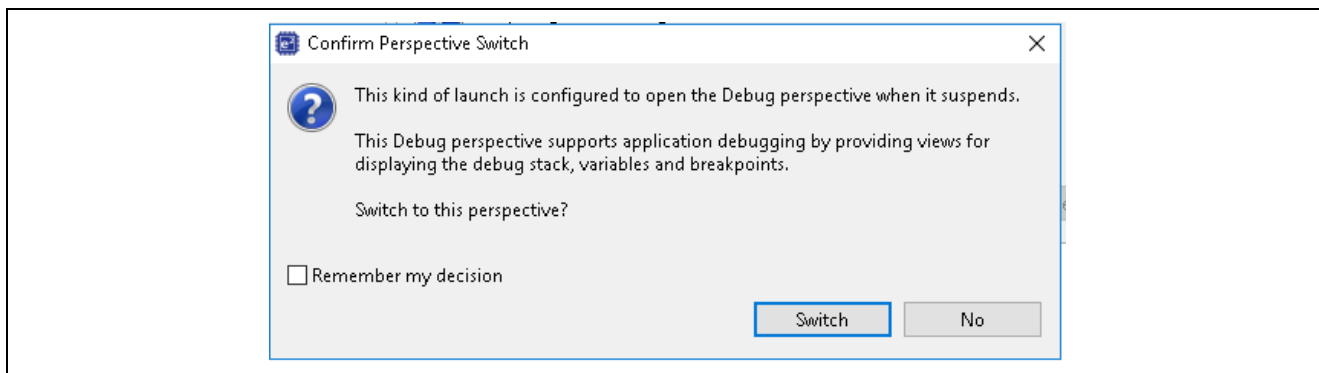 Confirm Perspective Switch
This kind of launch is configured to open the Debug perspective when it suspends.
This Debug perspective supports application debugging by providing views for
displaying the debug stack, variables and breakpoints.
Switch to this perspective?
Remember my decision
Switch
No